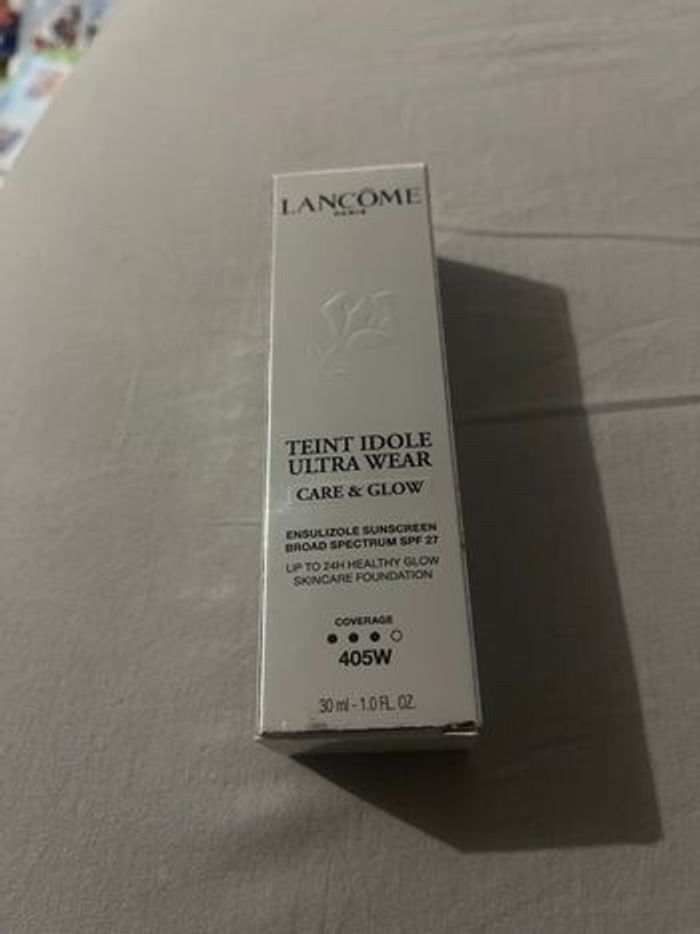 LANCÔME
PARIS
TEINT IDOLE
ULTRA WEAR
CARE & GLOW
ENSULIZOLE SUNSCREEN
BROAD SPECTRUM SPF 27
UP TO 24H HEALTHY GLOW
SKINCARE FOUNDATION
COVERAGE
405W
30 ml - 1.0 FL. OZ.